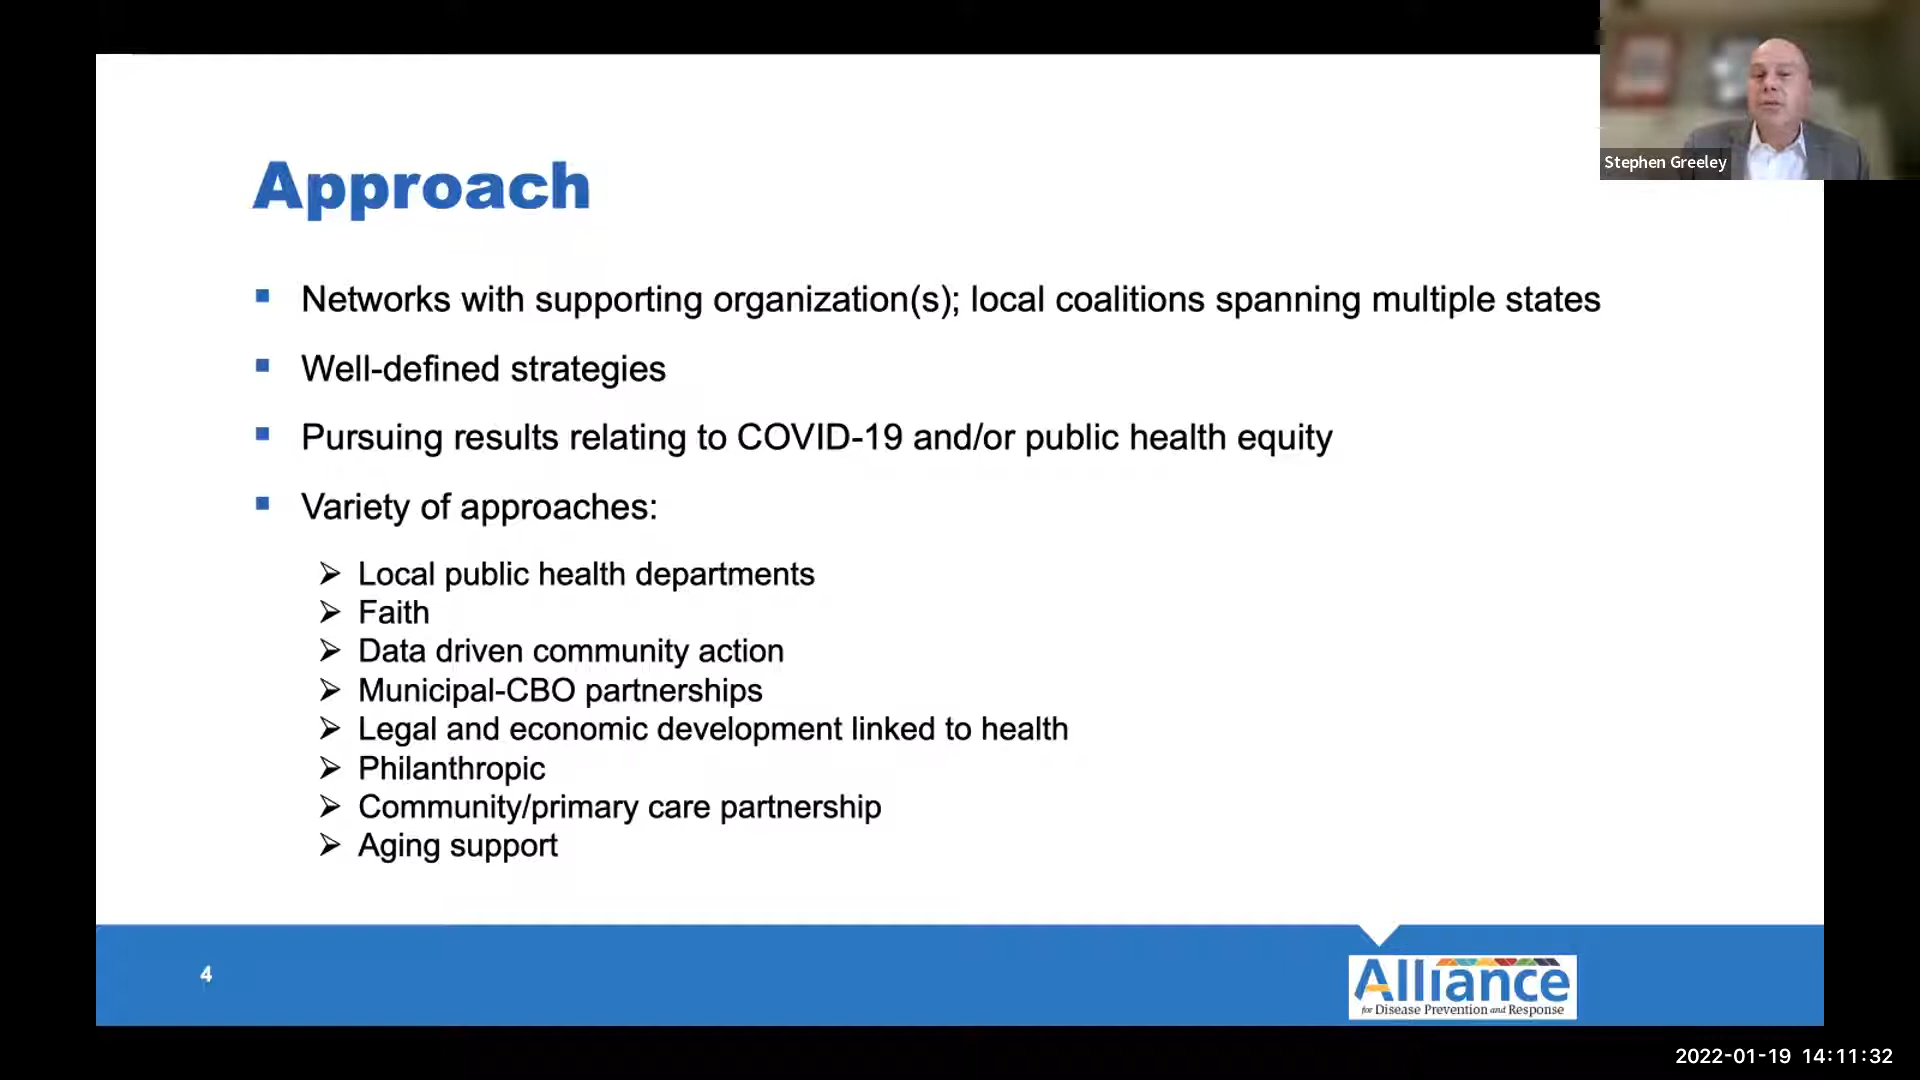 Stephen Greeley
Approach
Networks with supporting organization(s); local coalitions spanning multiple states
Well-defined strategies
Pursuing results relating to COVID-19 and/or public health equity
Variety of approaches:
Local public health departments
Faith
Data driven community action
Municipal-CBO partnerships
Legal and economic development linked to health
Philanthropic
Community/primary care partnership
Aging support
4
Alliance
for Disease Prevention and Response
2022-01-19 14:11:32